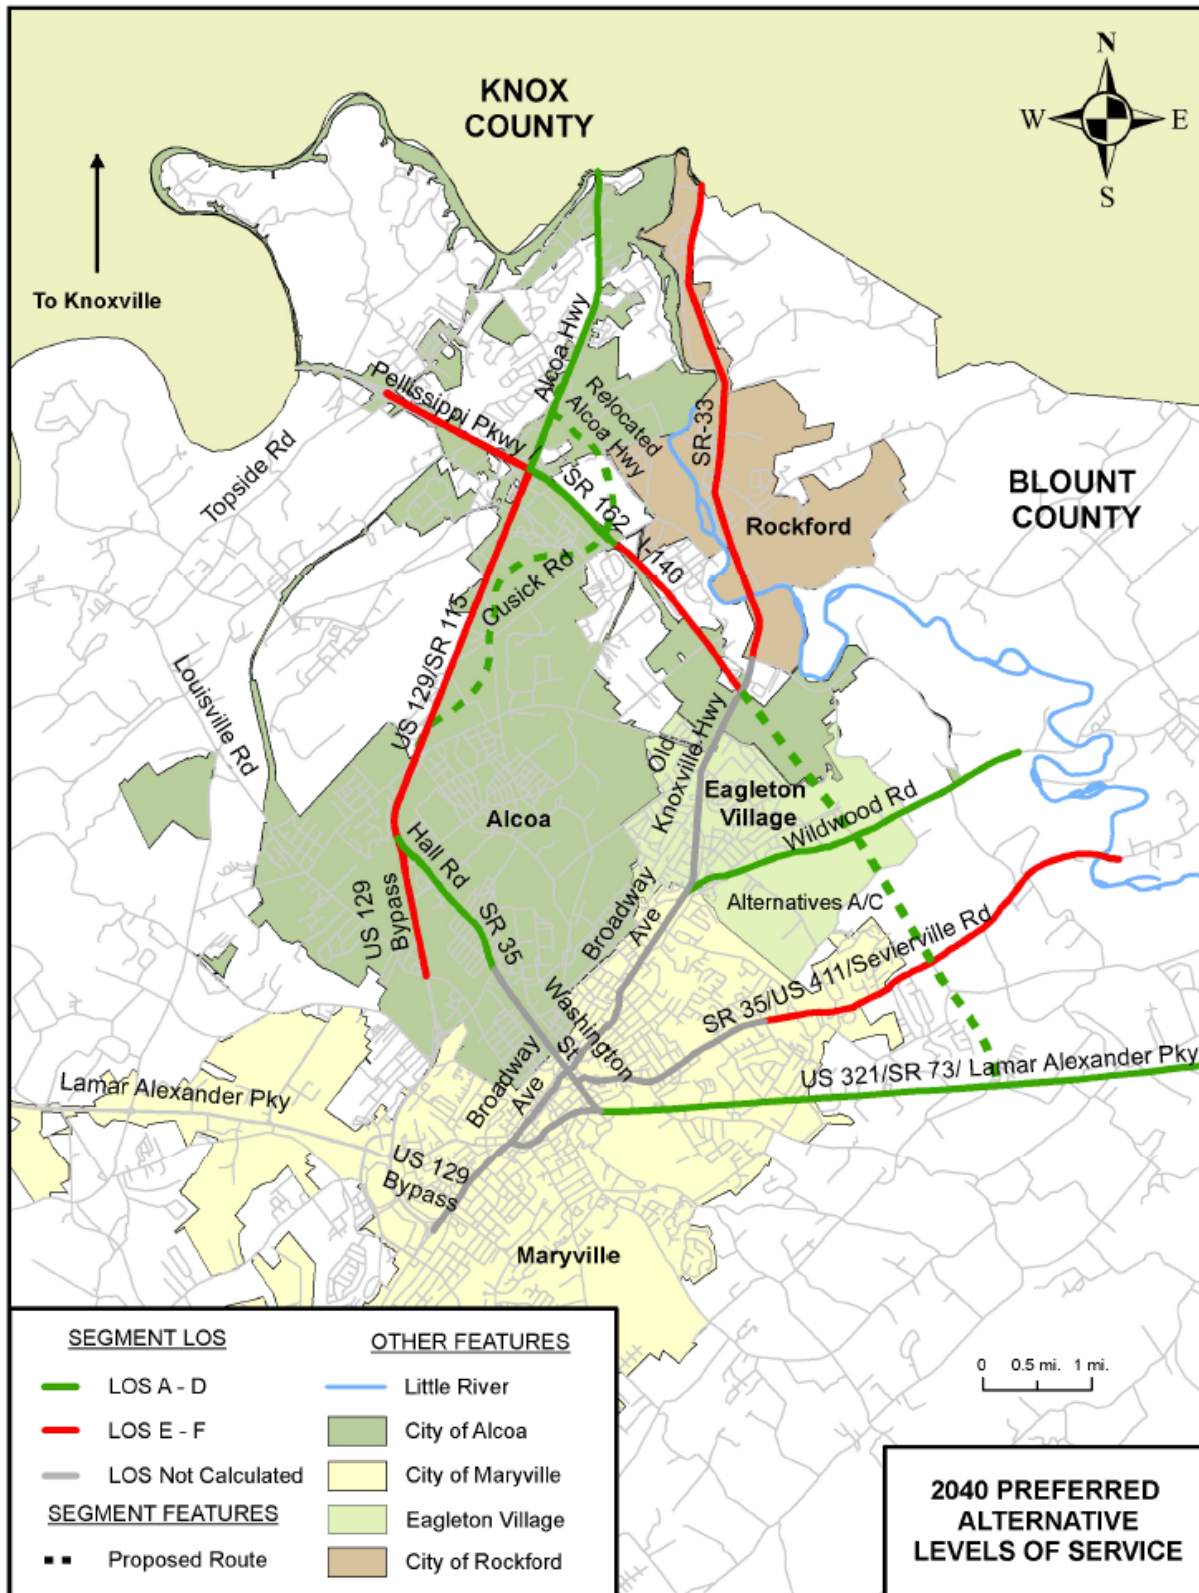 KNOX
COUNTY
N
W
E
S
To Knoxville
Alcoa Hwy
Pellissippi Pkwy
Relocated
Alcoa Hwy
SR-33
Topside Rd
SR 162
I-140
Rockford
BLOUNT
COUNTY
Cusick Rd
US 129/SR 115
Louisville Rd
Old
Knoxville Hwy
Eagleton
Village
Wildwood Rd
Alcoa
Hall Rd
US 129
Bypass
SR 35
Broadway
Ave
Alternatives A/C
SR 35/US 411/Sevierville Rd
Washington
St
Broadway
Ave
US 321/SR 73/ Lamar Alexander Pky
Lamar Alexander Pky
US 129
Bypass
Maryville
SEGMENT LOS
LOS A - D
LOS E - F
LOS Not Calculated
SEGMENT FEATURES
Proposed Route
OTHER FEATURES
Little River
City of Alcoa
City of Maryville
Eagleton Village
City of Rockford
0 0.5 mi. 1 mi.
2040 PREFERRED
ALTERNATIVE
LEVELS OF SERVICE